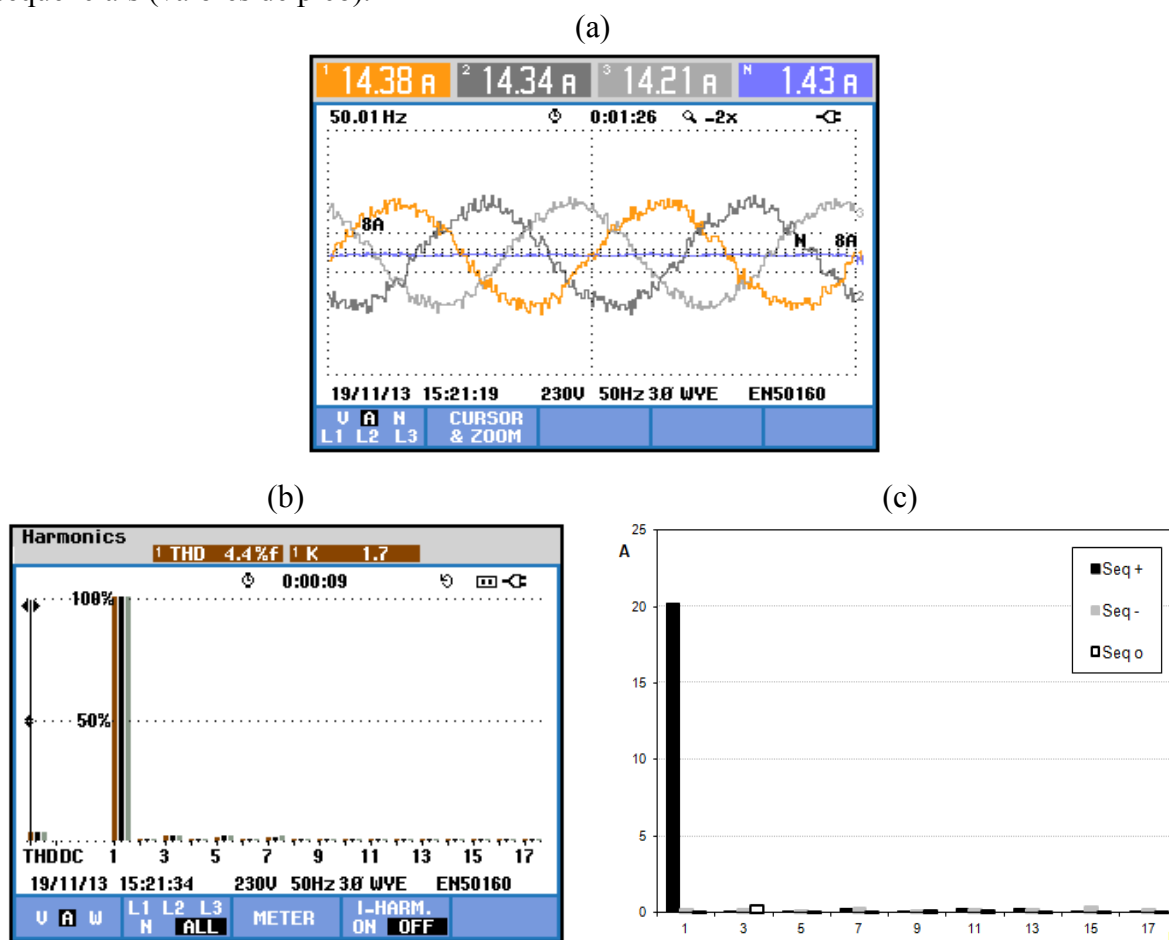 (valores de pico).
(a)
1 14.38 A 2 14.34 A 3 14.21 A N 1.43 A
50.01 Hz 0:01:26 -2x
8A N 8A
3
N
2
19/11/13 15:21:19 230V 50Hz 3Ø WYE EN50160
V A N CURSOR
L1 L2 L3 & ZOOM
(b) (c)
Harmonics
1 THD 4.4%f 1 K 1.7
0:00:09
100%
50%
THDDC 1 3 5 7 9 11 13 15 17
19/11/13 15:21:34 230V 50Hz 3Ø WYE EN50160
V A W L1 L2 L3 METER I-HARM.
N ALL ON OFF
25
A
20
15
10
5
0
Seq +
Seq -
Seq o
1 3 5 7 9 11 13 15 17